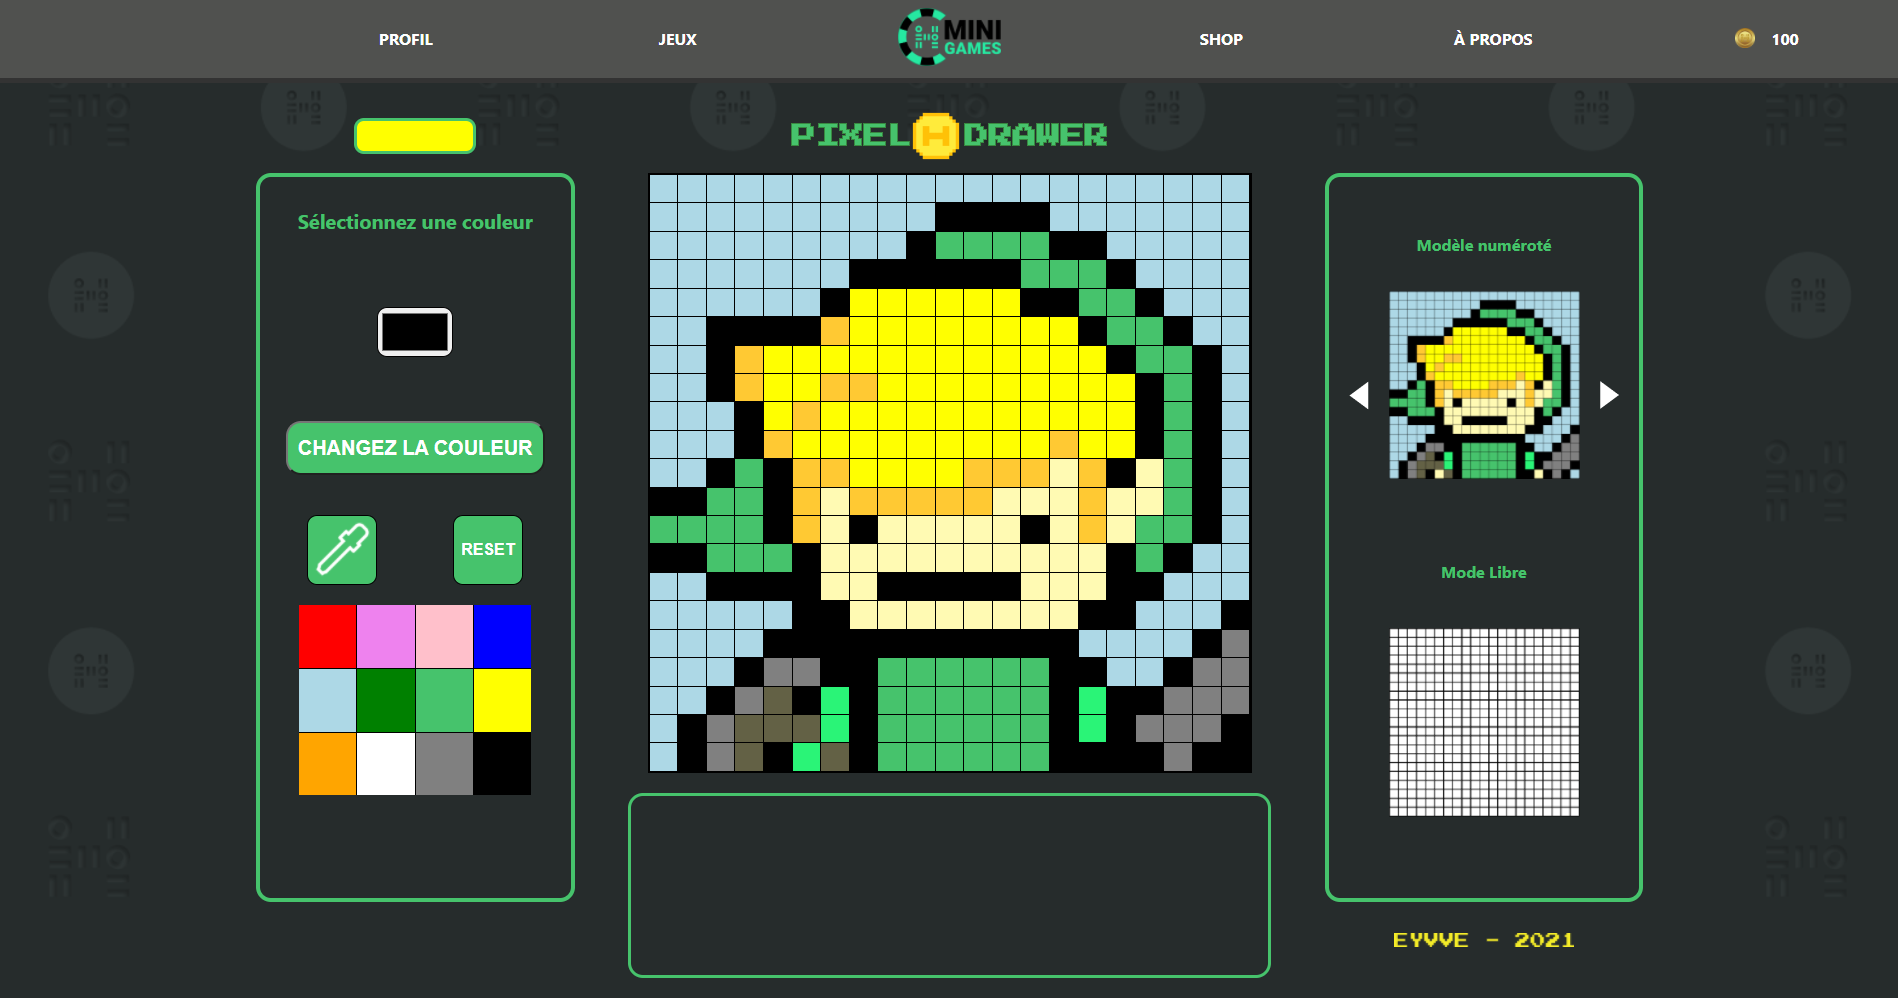 PROFIL
JEUX
MINI
GAMES
SHOP
À PROPOS
100
PIXEL H DRAWER
Sélectionnez une couleur
CHANGEZ LA COULEUR
RESET
Modèle numéroté
Mode Libre
EYVVE - 2021